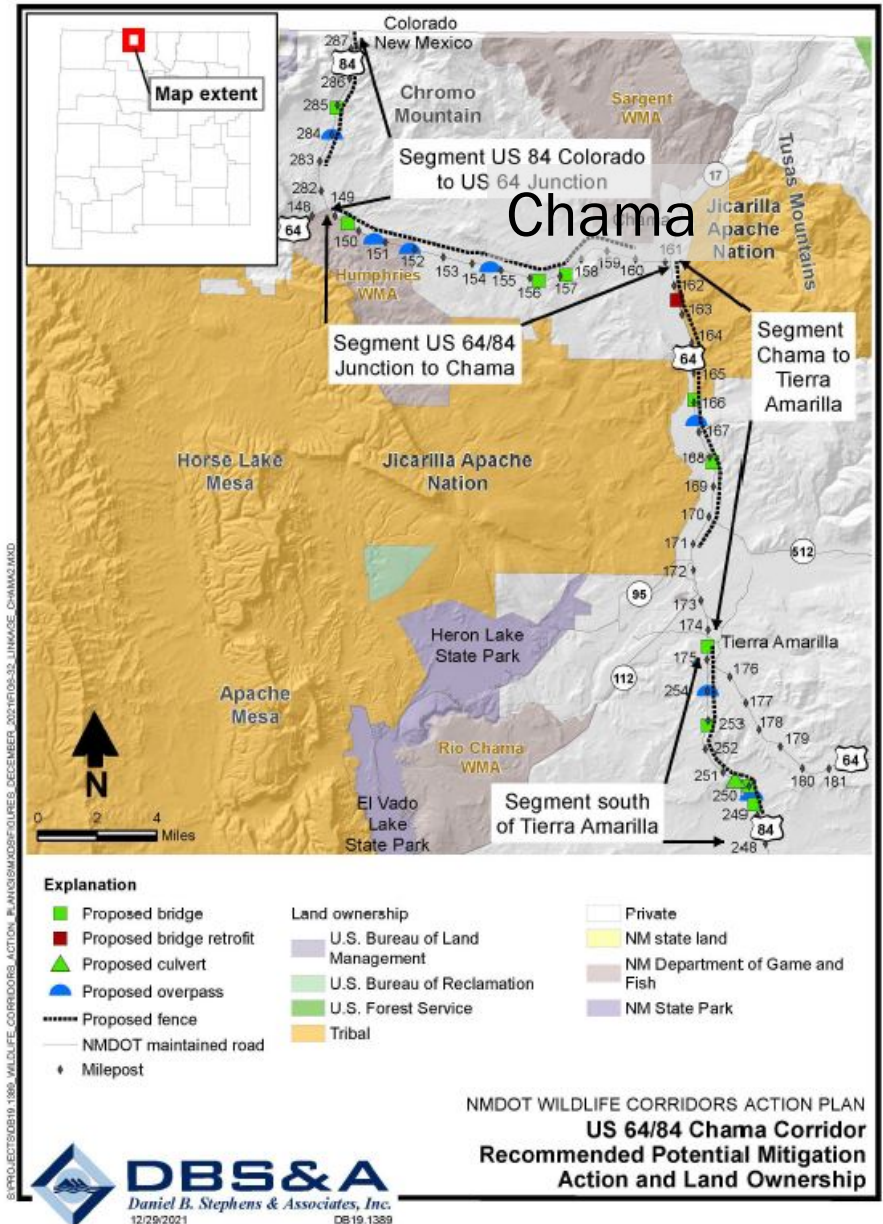 Colorado
New Mexico
287
84
286
285
284
283
282
148
149
64
Map extent
Chromo
Mountain
Sargent
WMA
Tusas Mountains
17
Segment US 84 Colorado
to US 64 Junction
Chama
Chama
Jicarilla
Apache
Nation
150
151
152
153
154
155
156
157
158
159
160
161
Humphries
WMA
162
163
164
64
165
166
167
168
169
170
171
172
173
174
175
Segment US 64/84
Junction to Chama
Segment
Chama to
Tierra
Amarilla
Horse Lake
Mesa
Jicarilla Apache
Nation
512
95
112
Heron Lake
State Park
Tierra Amarilla
176
177
178
179
180
181
64
254
253
252
251
250
249
248
84
Apache
Mesa
Rio Chama
WMA
El Vado
Lake
State Park
Segment south
of Tierra Amarilla
N
0 2 4
Miles
Explanation
Proposed bridge
Proposed bridge retrofit
Proposed culvert
Proposed overpass
Proposed fence
NMDOT maintained road
Milepost
Land ownership
U.S. Bureau of Land
Management
U.S. Bureau of Reclamation
U.S. Forest Service
Tribal
Private
NM state land
NM Department of Game and
Fish
NM State Park
NMDOT WILDLIFE CORRIDORS ACTION PLAN
US 64/84 Chama Corridor
Recommended Potential Mitigation
Action and Land Ownership
DBS&A
Daniel B. Stephens & Associates, Inc.
12/29/2021 DB19.1389